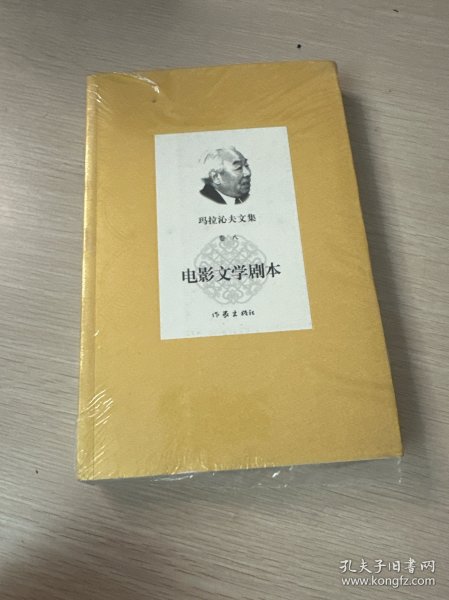 玛拉沁夫文集
卷八
电影文学剧本
作家出版社
孔夫子旧书网
www.kongfz.com